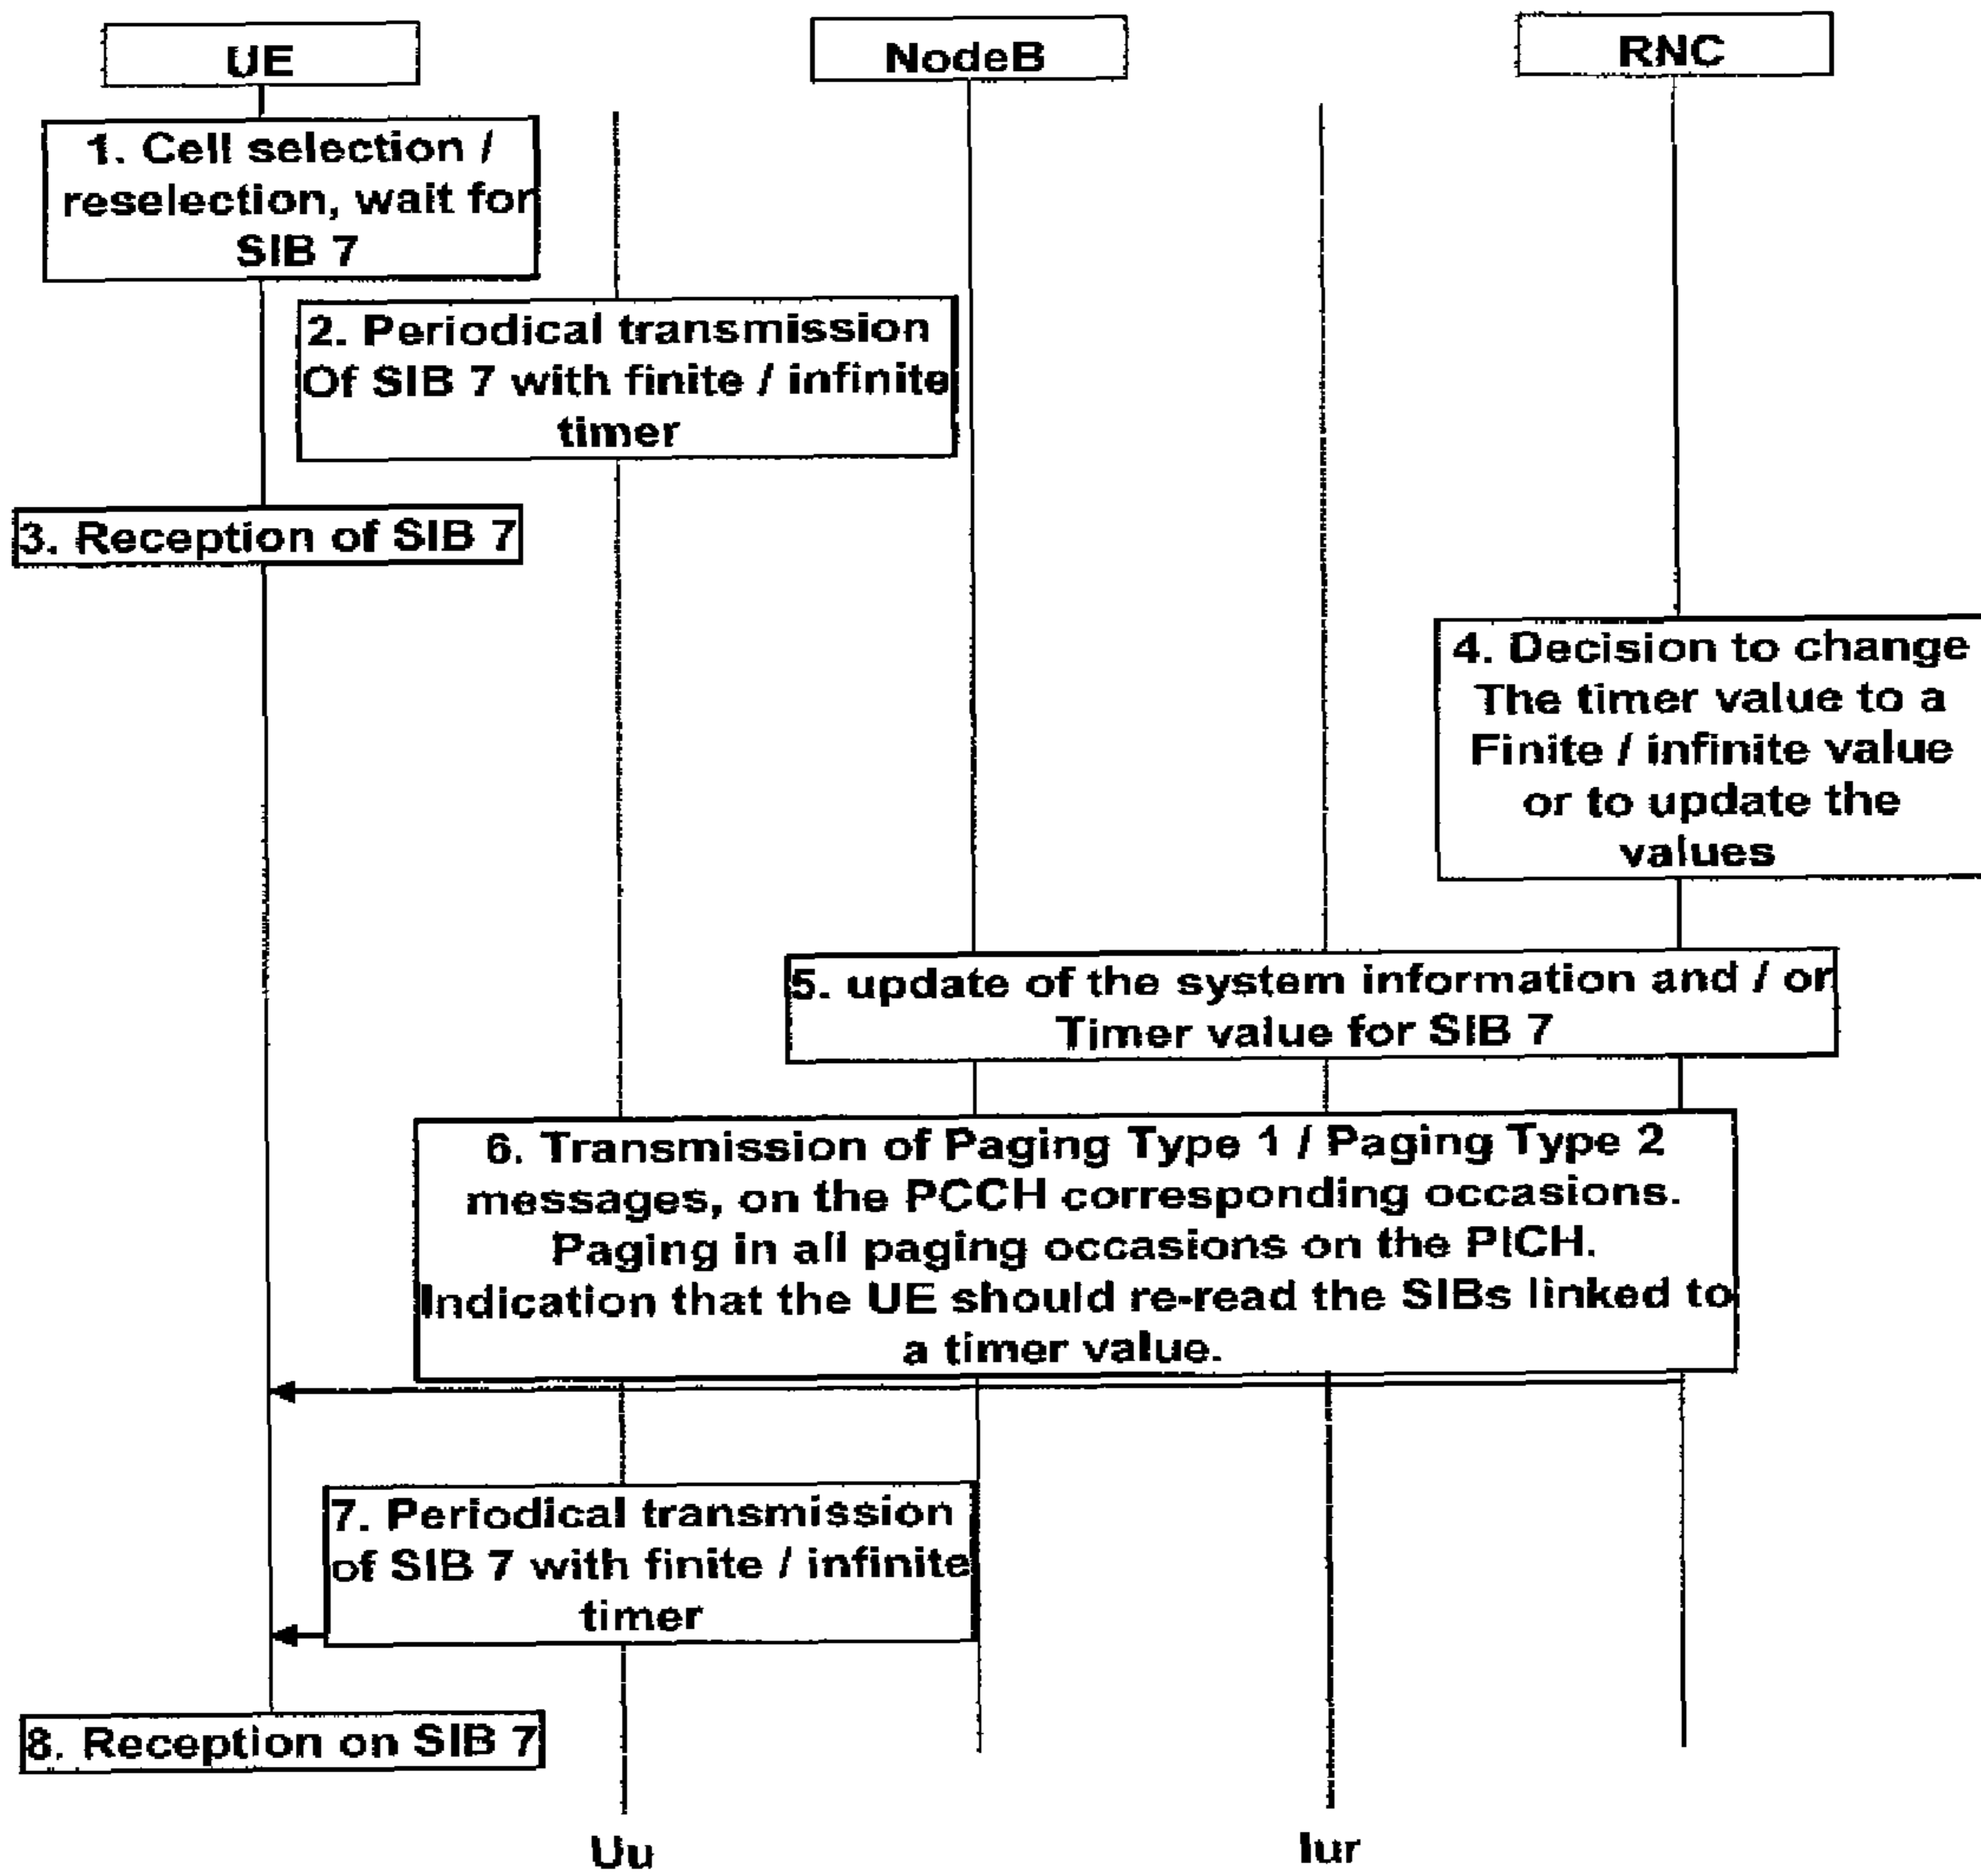 UE
NodeB
RNC
1. Cell selection /
reselection, wait for
SIB 7
2. Periodical transmission
Of SIB 7 with finite / infinite
timer
3. Reception of SIB 7
4. Decision to change
The timer value to a
Finite / infinite value
or to update the
values
5. update of the system information and / or
Timer value for SIB 7
6. Transmission of Paging Type 1 / Paging Type 2
messages, on the PCCH corresponding occasions.
Paging in all paging occasions on the PICH.
Indication that the UE should re-read the SIBs linked to
a timer value.
7. Periodical transmission
of SIB 7 with finite / infinite
timer
8. Reception on SIB 7
Uu
Iur